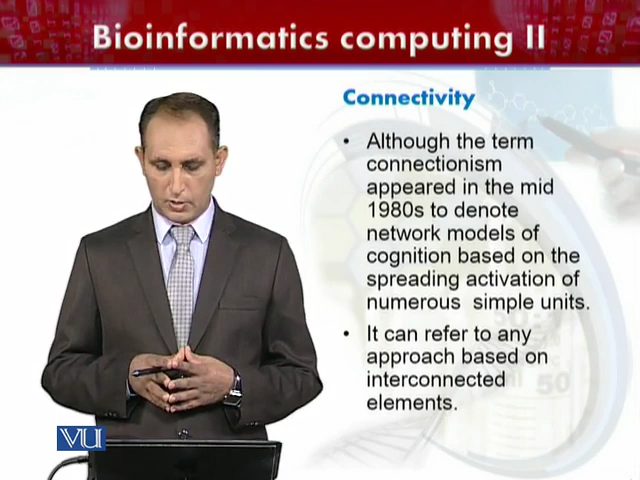 Bioinformatics computing II
Connectivity
• Although the term
connectionism
appeared in the mid
1980s to denote
network models of
cognition based on the
spreading activation of
numerous simple units.
• It can refer to any
approach based on
interconnected
elements.
50
VU